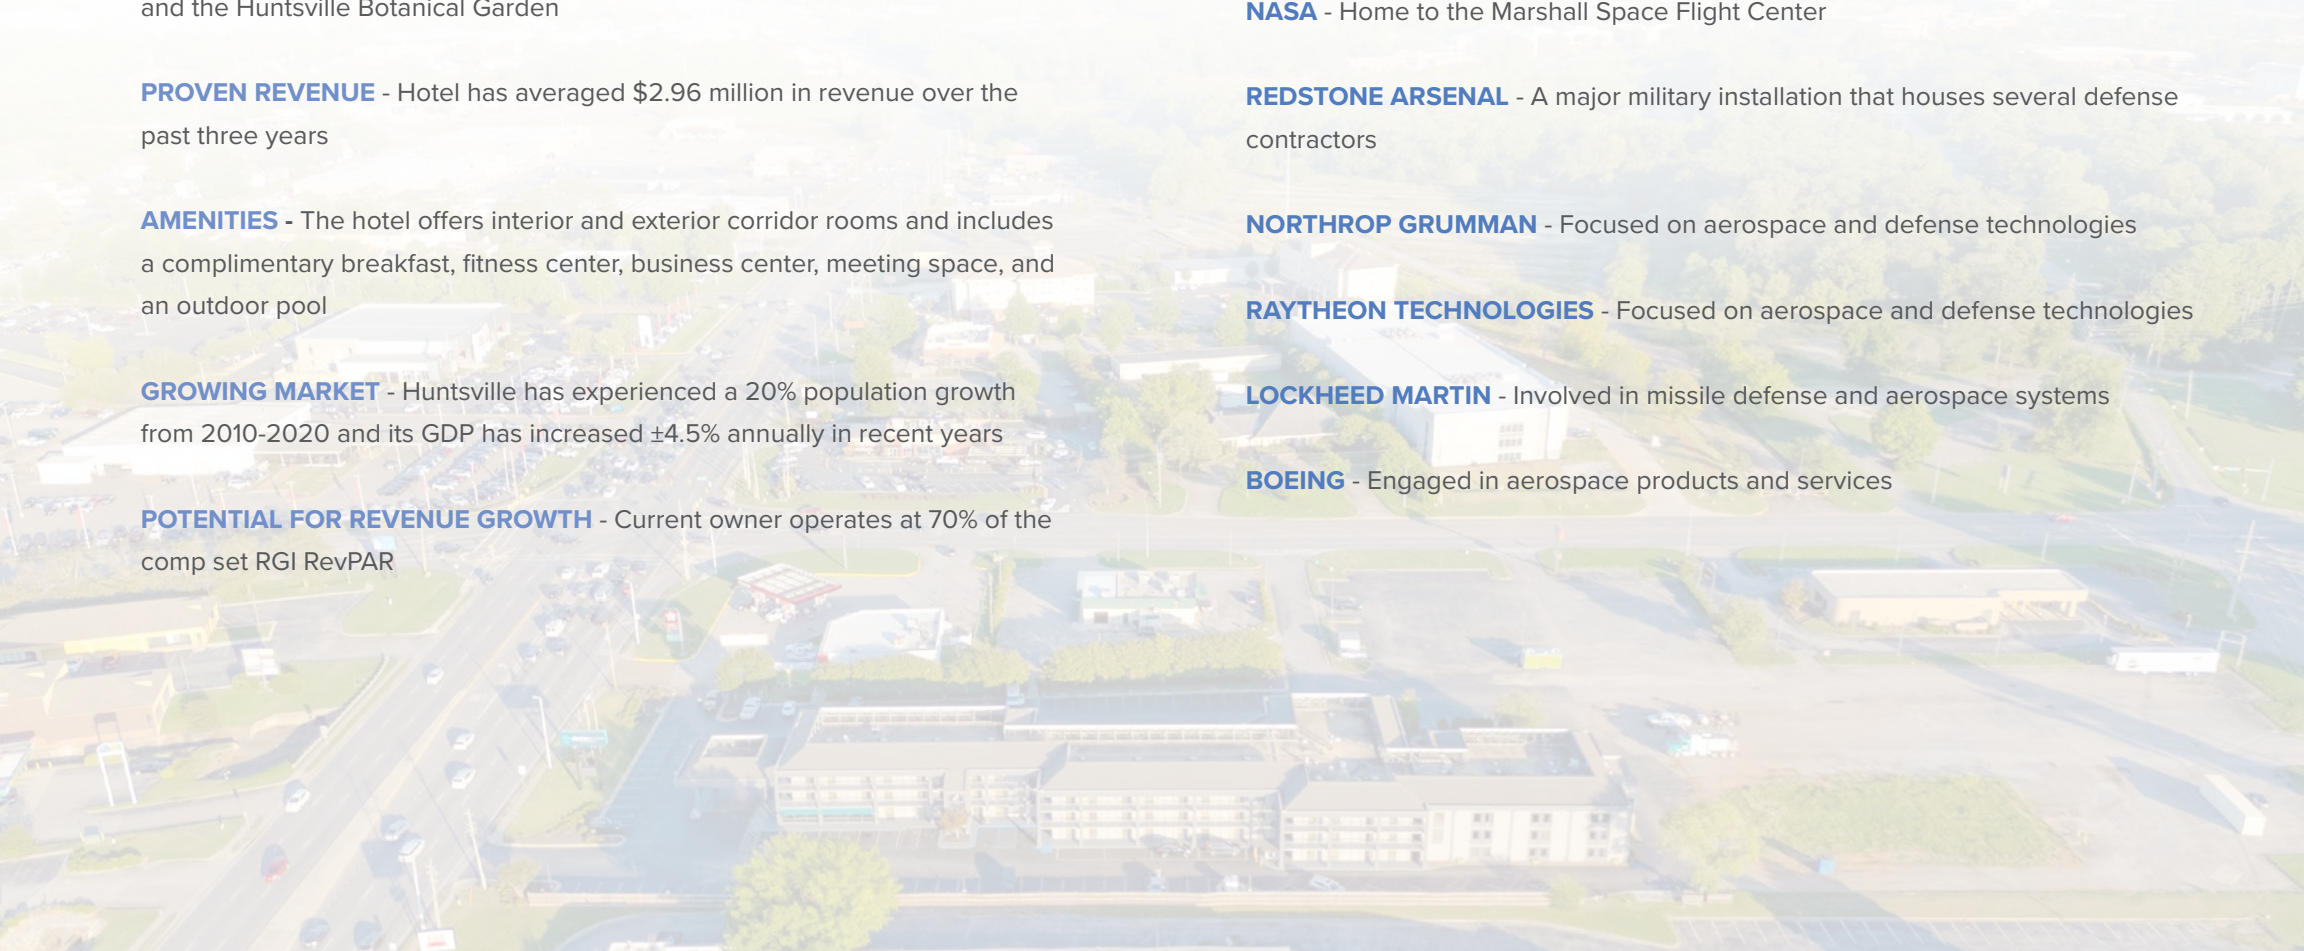 and the Huntsville Botanical Garden
PROVEN REVENUE - Hotel has averaged $2.96 million in revenue over the
past three years
AMENITIES - The hotel offers interior and exterior corridor rooms and includes
a complimentary breakfast, fitness center, business center, meeting space, and
an outdoor pool
GROWING MARKET - Huntsville has experienced a 20% population growth
from 2010-2020 and its GDP has increased ±4.5% annually in recent years
POTENTIAL FOR REVENUE GROWTH - Current owner operates at 70% of the
comp set RGI RevPAR
NASA - Home to the Marshall Space Flight Center
REDSTONE ARSENAL - A major military installation that houses several defense
contractors
NORTHROP GRUMMAN - Focused on aerospace and defense technologies
RAYTHEON TECHNOLOGIES - Focused on aerospace and defense technologies
LOCKHEED MARTIN - Involved in missile defense and aerospace systems
BOEING - Engaged in aerospace products and services